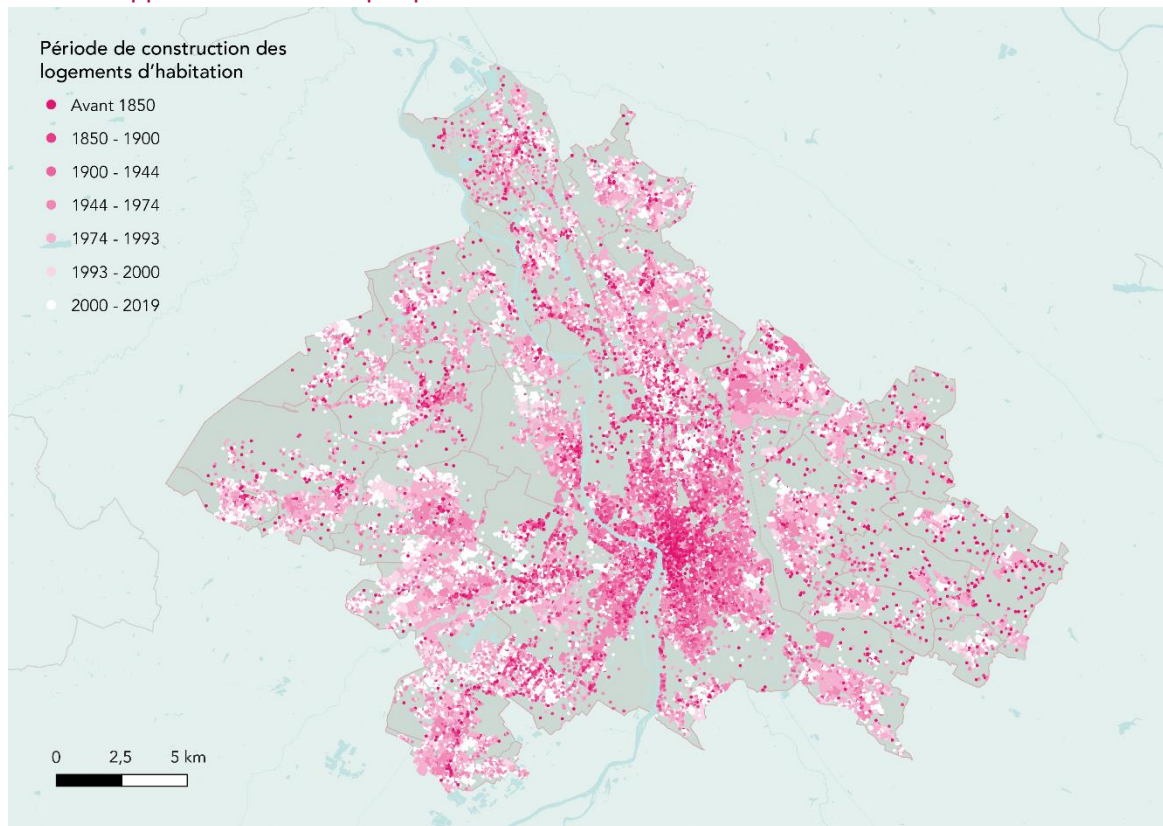 Période de construction des
logements d'habitation
Avant 1850
1850 - 1900
1900 - 1944
1944 - 1974
1974 - 1993
1993 - 2000
2000 - 2019
0 2,5 5 km